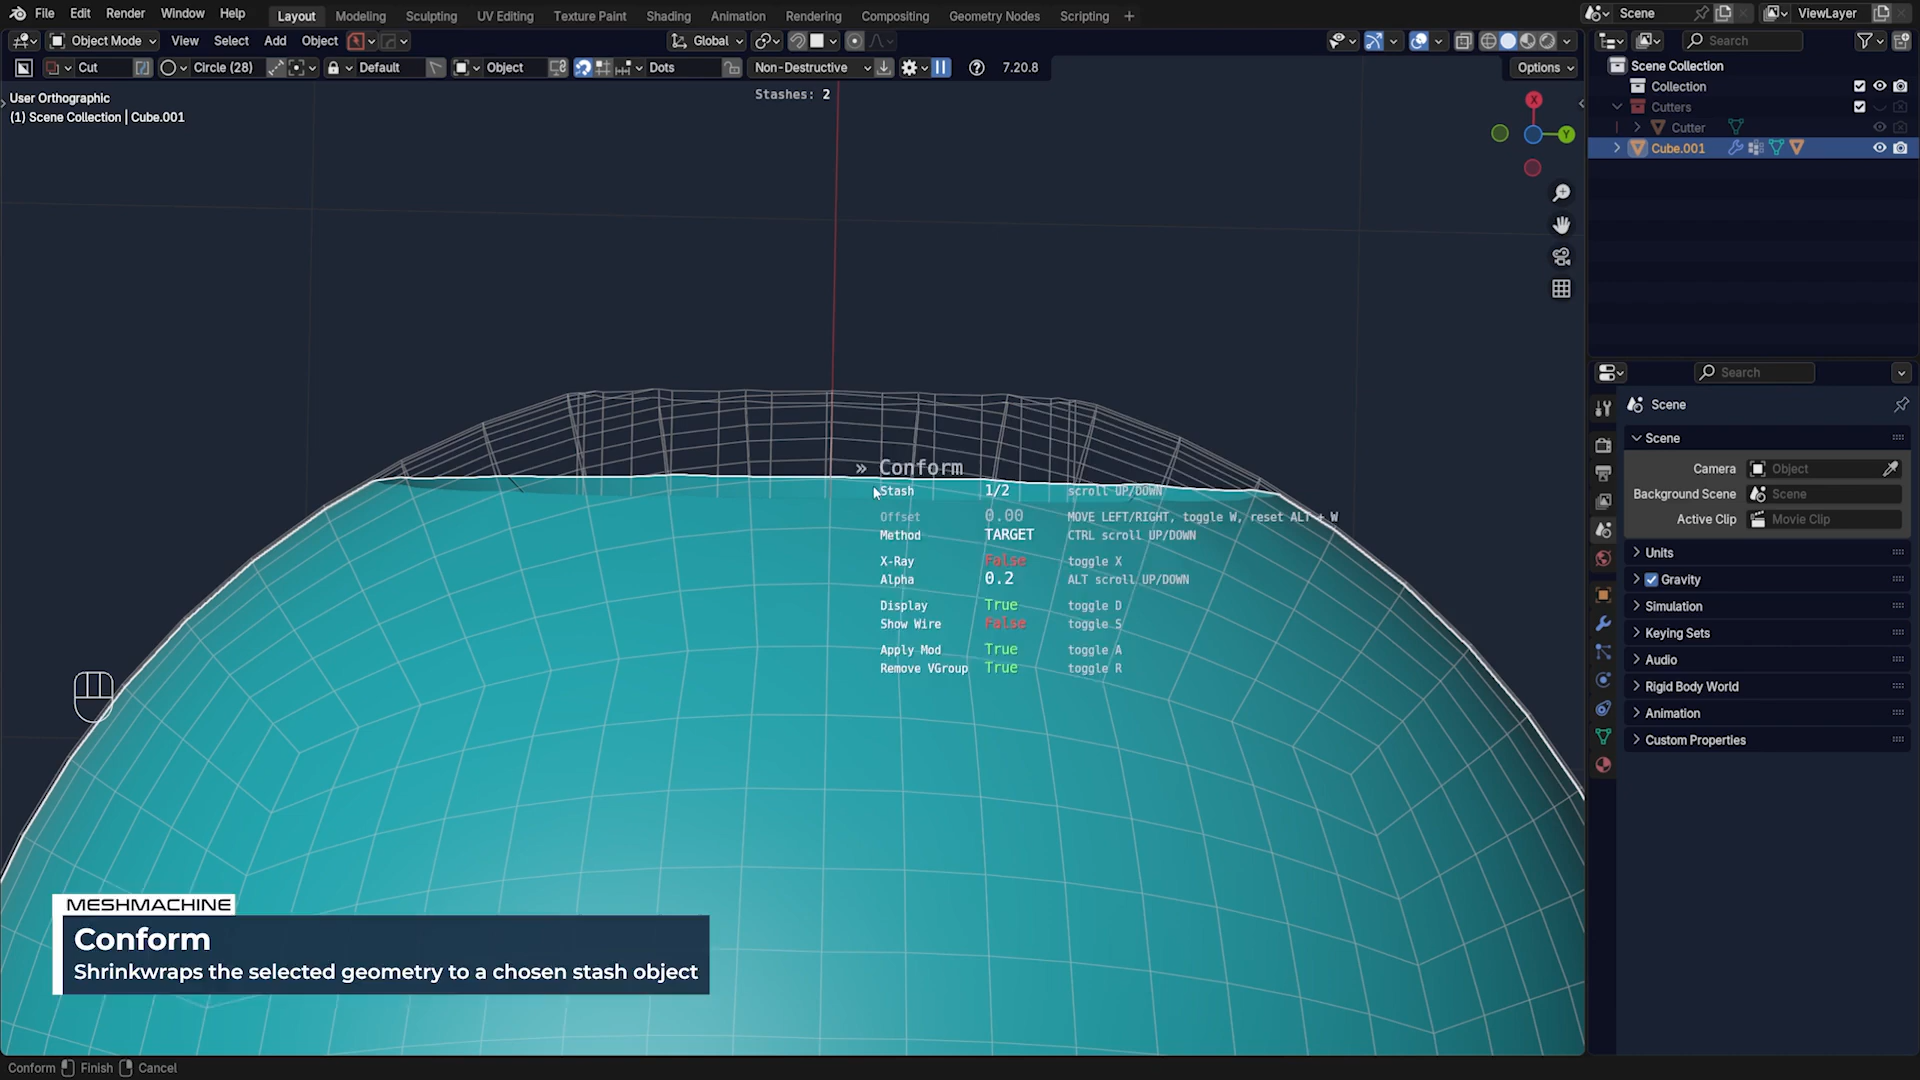 File Edit Render Window Help Layout Modeling Sculpting UV Editing Texture Paint Shading Animation Rendering Compositing Geometry Nodes Scripting + Scene ViewLayer
Object Mode View Select Add Object Global Search
Cut Circle (28) Default Object Dots Non-Destructive 7.20.8 Options
User Orthographic
(1) Scene Collection | Cube.001
Stashes: 2
X
Y
Scene Collection
Collection
Cutters
Cutter
Cube.001
Search
Scene
Scene
Camera Object
Background Scene Scene
Active Clip Movie Clip
Units
Gravity
Simulation
Keying Sets
Audio
Rigid Body World
Animation
Custom Properties
» Conform
Stash 1/2 scroll UP/DOWN
Offset 0.00 MOVE LEFT/RIGHT, toggle W, reset ALT + W
Method TARGET CTRL scroll UP/DOWN
X-Ray False toggle X
Alpha 0.2 ALT scroll UP/DOWN
Display True toggle D
Show Wire False toggle S
Apply Mod True toggle A
Remove VGroup True toggle R
MESHMACHINE
Conform
Shrinkwraps the selected geometry to a chosen stash object
Conform Finish Cancel